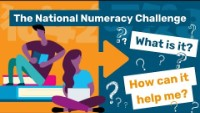 The National Numeracy Challenge
What is it?
How can it
help me?